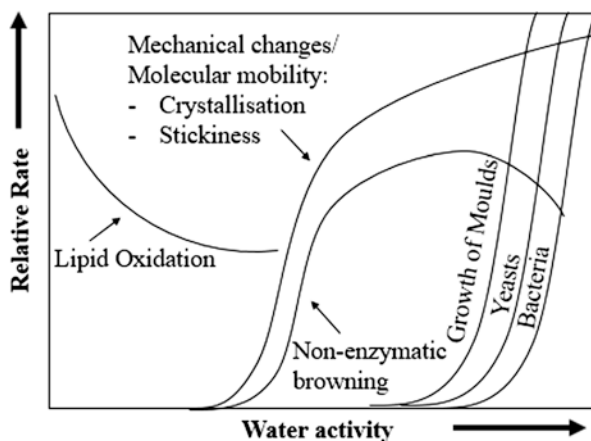 Relative Rate
Mechanical changes/
Molecular mobility:
- Crystallisation
- Stickiness
Lipid Oxidation
Non-enzymatic
browning
Growth of Moulds
Yeasts
Bacteria
Water activity